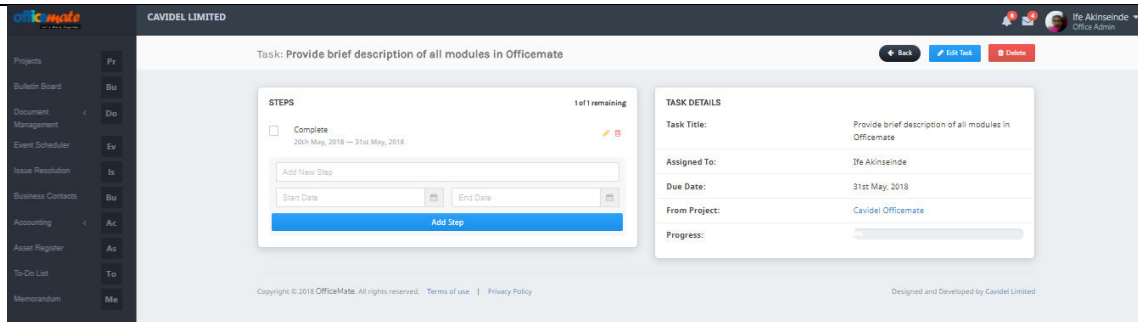 officemate
CAVIDEL LIMITED
Ife Akinseinde
Office Admin
Projects Pr
Bulletin Board Bu
Document Do
Management
Event Scheduler Ev
Issue Resolution Is
Business Contacts Bu
Accounting Ac
Asset Register As
To-Do List To
Memorandum Me
Task: Provide brief description of all modules in Officemate
Back Edit Task Delete
STEPS 1 of 1 remaining
Complete
20th May, 2018 — 31st May, 2018
Add New Step
Start Date End Date
Add Step
TASK DETAILS
Task Title: Provide brief description of all modules in
Officemate
Assigned To: Ife Akinseinde
Due Date: 31st May, 2018
From Project: Cavidel Officemate
Progress:
Copyright © 2018 OfficeMate. All rights reserved. Terms of use | Privacy Policy
Designed and Developed by Cavidel Limited